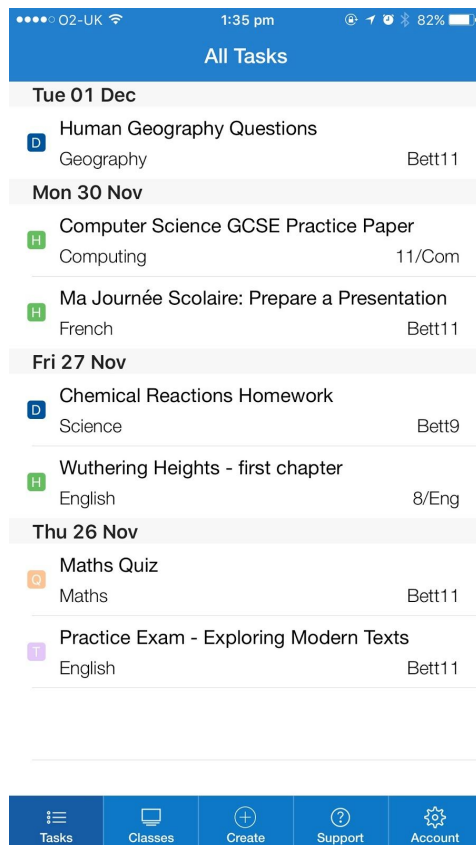 O2-UK 1:35 pm 82%
All Tasks
Tue 01 Dec
Human Geography Questions
D
Geography Bett11
Mon 30 Nov
Computer Science GCSE Practice Paper
H
Computing 11/Com
Ma Journée Scolaire: Prepare a Presentation
H
French Bett11
Fri 27 Nov
Chemical Reactions Homework
D
Science Bett9
Wuthering Heights - first chapter
H
English 8/Eng
Thu 26 Nov
Maths Quiz
Q
Maths Bett11
Practice Exam - Exploring Modern Texts
T
English Bett11
Tasks Classes Create Support Account